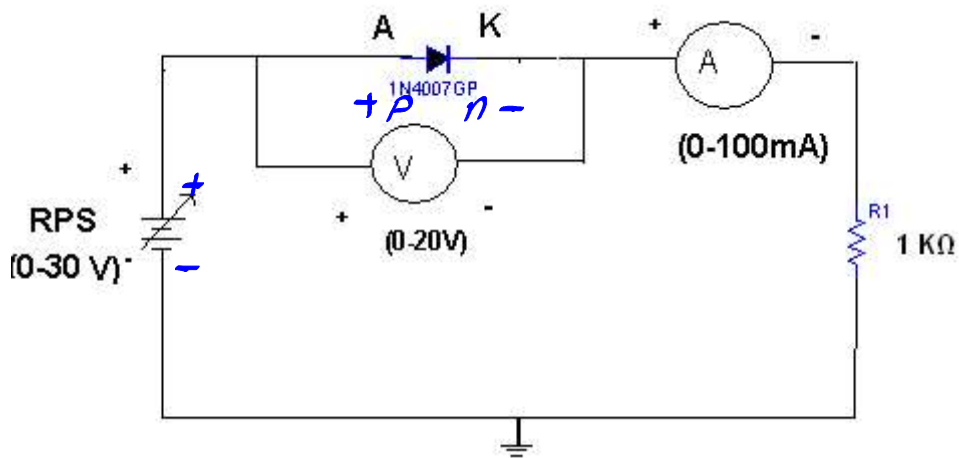 A K
+ -
1N4007GP
+ p n -
A
V
(0-100mA)
+
+
RPS
+ -
(0-20V)
R1
1 KΩ
(0-30 V)-
-